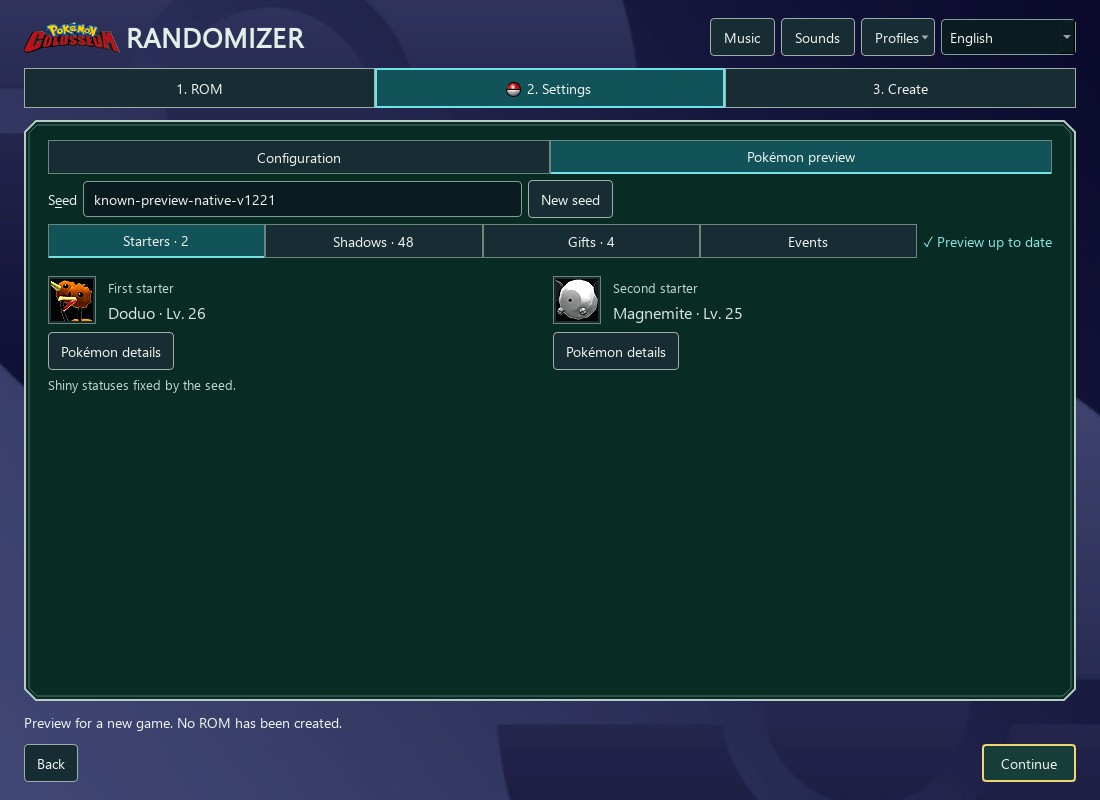 Pokémon
COLOSSEUM
RANDOMIZER
Music
Sounds
Profiles
English
1. ROM
2. Settings
3. Create
Configuration
Pokémon preview
Seed
known-preview-native-v1221
New seed
Starters · 2
Shadows · 48
Gifts · 4
Events
✓ Preview up to date
First starter
Doduo · Lv. 26
Pokémon details
Second starter
Magnemite · Lv. 25
Pokémon details
Shiny statuses fixed by the seed.
Preview for a new game. No ROM has been created.
Back
Continue